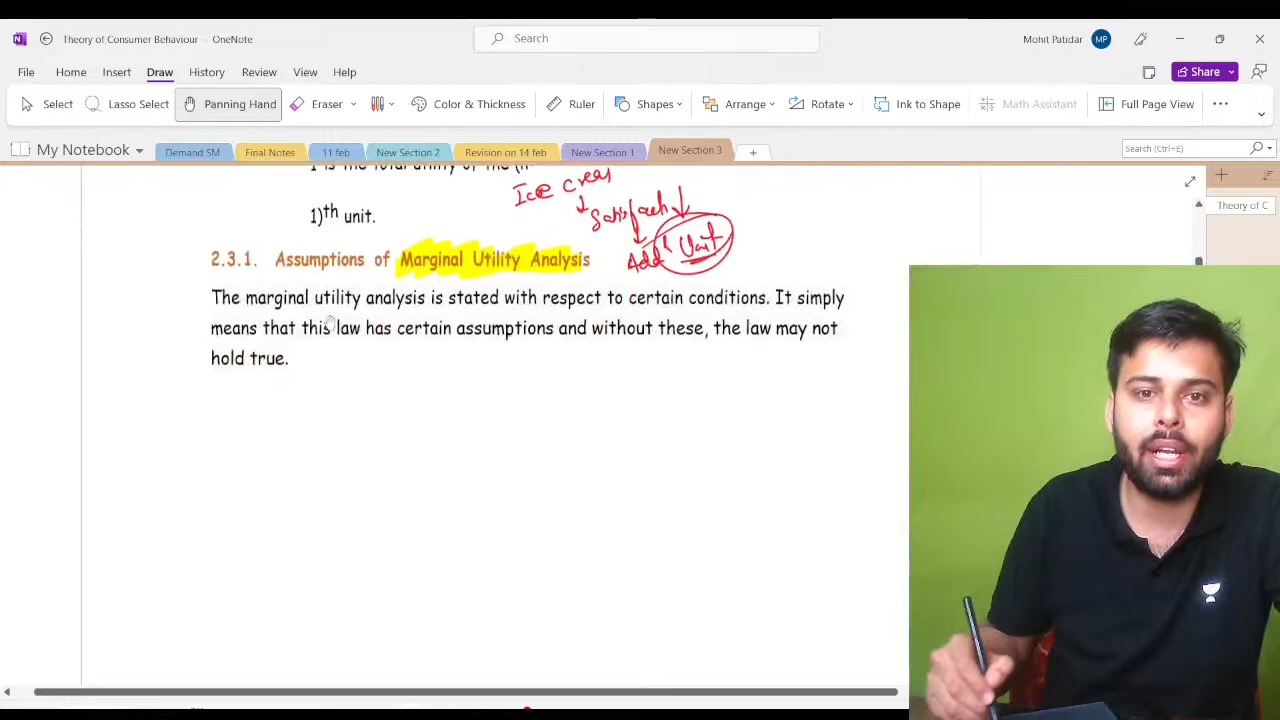 Theory of Consumer Behaviour - OneNote
Search
Mohit Patidar
MP
File Home Insert Draw History Review View Help
Share
Select Lasso Select Panning Hand Eraser Color & Thickness Ruler Shapes Arrange Rotate Ink to Shape Math Assistant Full Page View
My Notebook Demand SM Final Notes 11 feb New Section 2 Revision on 14 feb New Section 1 New Section 3
Search (Ctrl+E)
Theory of C
1)th unit.
Ice
Unit
2.3.1. Assumptions of Marginal Utility Analysis
The marginal utility analysis is stated with respect to certain conditions. It simply
means that this law has certain assumptions and without these, the law may not
hold true.